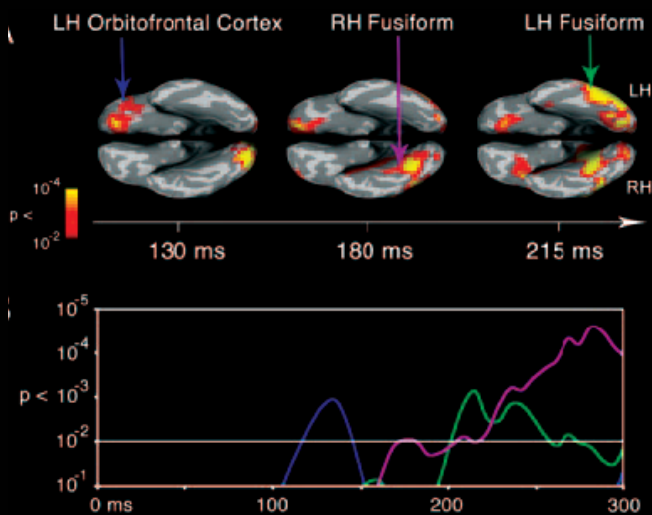 LH Orbitofrontal Cortex RH Fusiform LH Fusiform
LH
RH
10-4
p <
10-2
130 ms 180 ms 215 ms
10-5
10-4
p < 10-3
10-2
10-1
0 ms 100 200 300